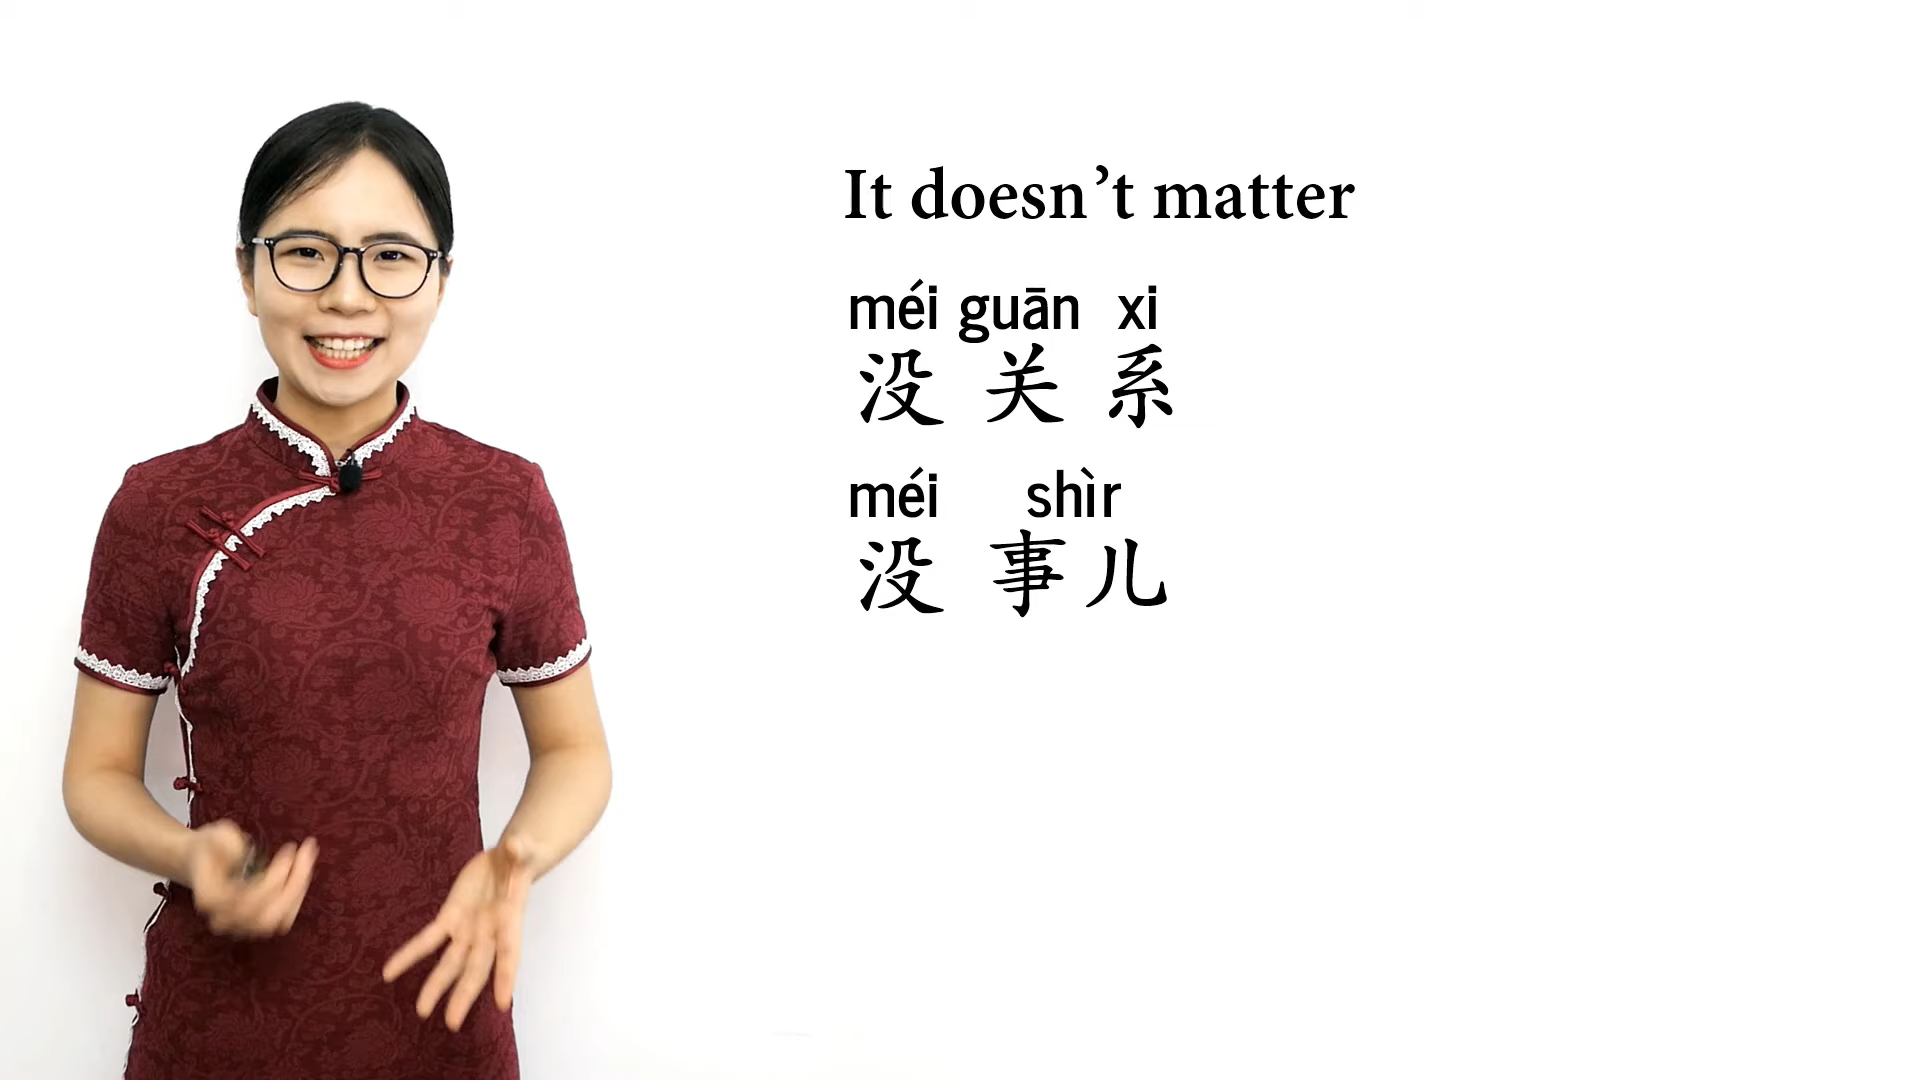 It doesn’t matter
méi guān xi
没 关 系
méi shìr
没 事 儿